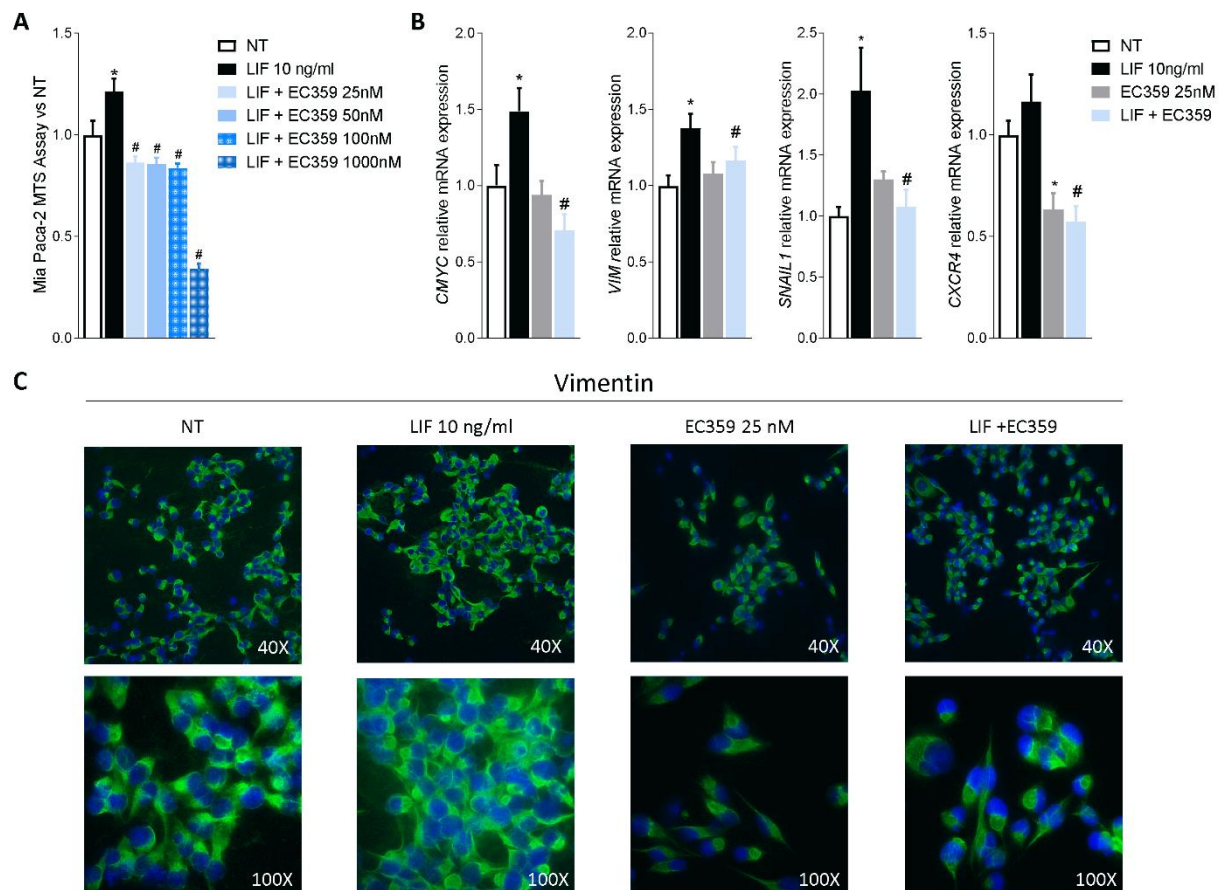 A
Mia Paca-2 MTS Assay vs NT
1.5
1.0
0.5
0.0
*
#
#
#
#
NT
LIF 10 ng/ml
LIF + EC359 25nM
LIF + EC359 50nM
LIF + EC359 100nM
LIF + EC359 1000nM
B
CMYC relative mRNA expression
2.0
1.5
1.0
0.5
0.0
*
#
VIM relative mRNA expression
2.0
1.5
1.0
0.5
0.0
*
#
SNAIL1 relative mRNA expression
2.5
2.0
1.5
1.0
0.5
0.0
*
#
CXCR4 relative mRNA expression
1.5
1.0
0.5
0.0
*
#
NT
LIF 10ng/ml
EC359 25nM
LIF + EC359
C
Vimentin
NT
LIF 10 ng/ml
EC359 25 nM
LIF +EC359
40X
40X
40X
40X
100X
100X
100X
100X